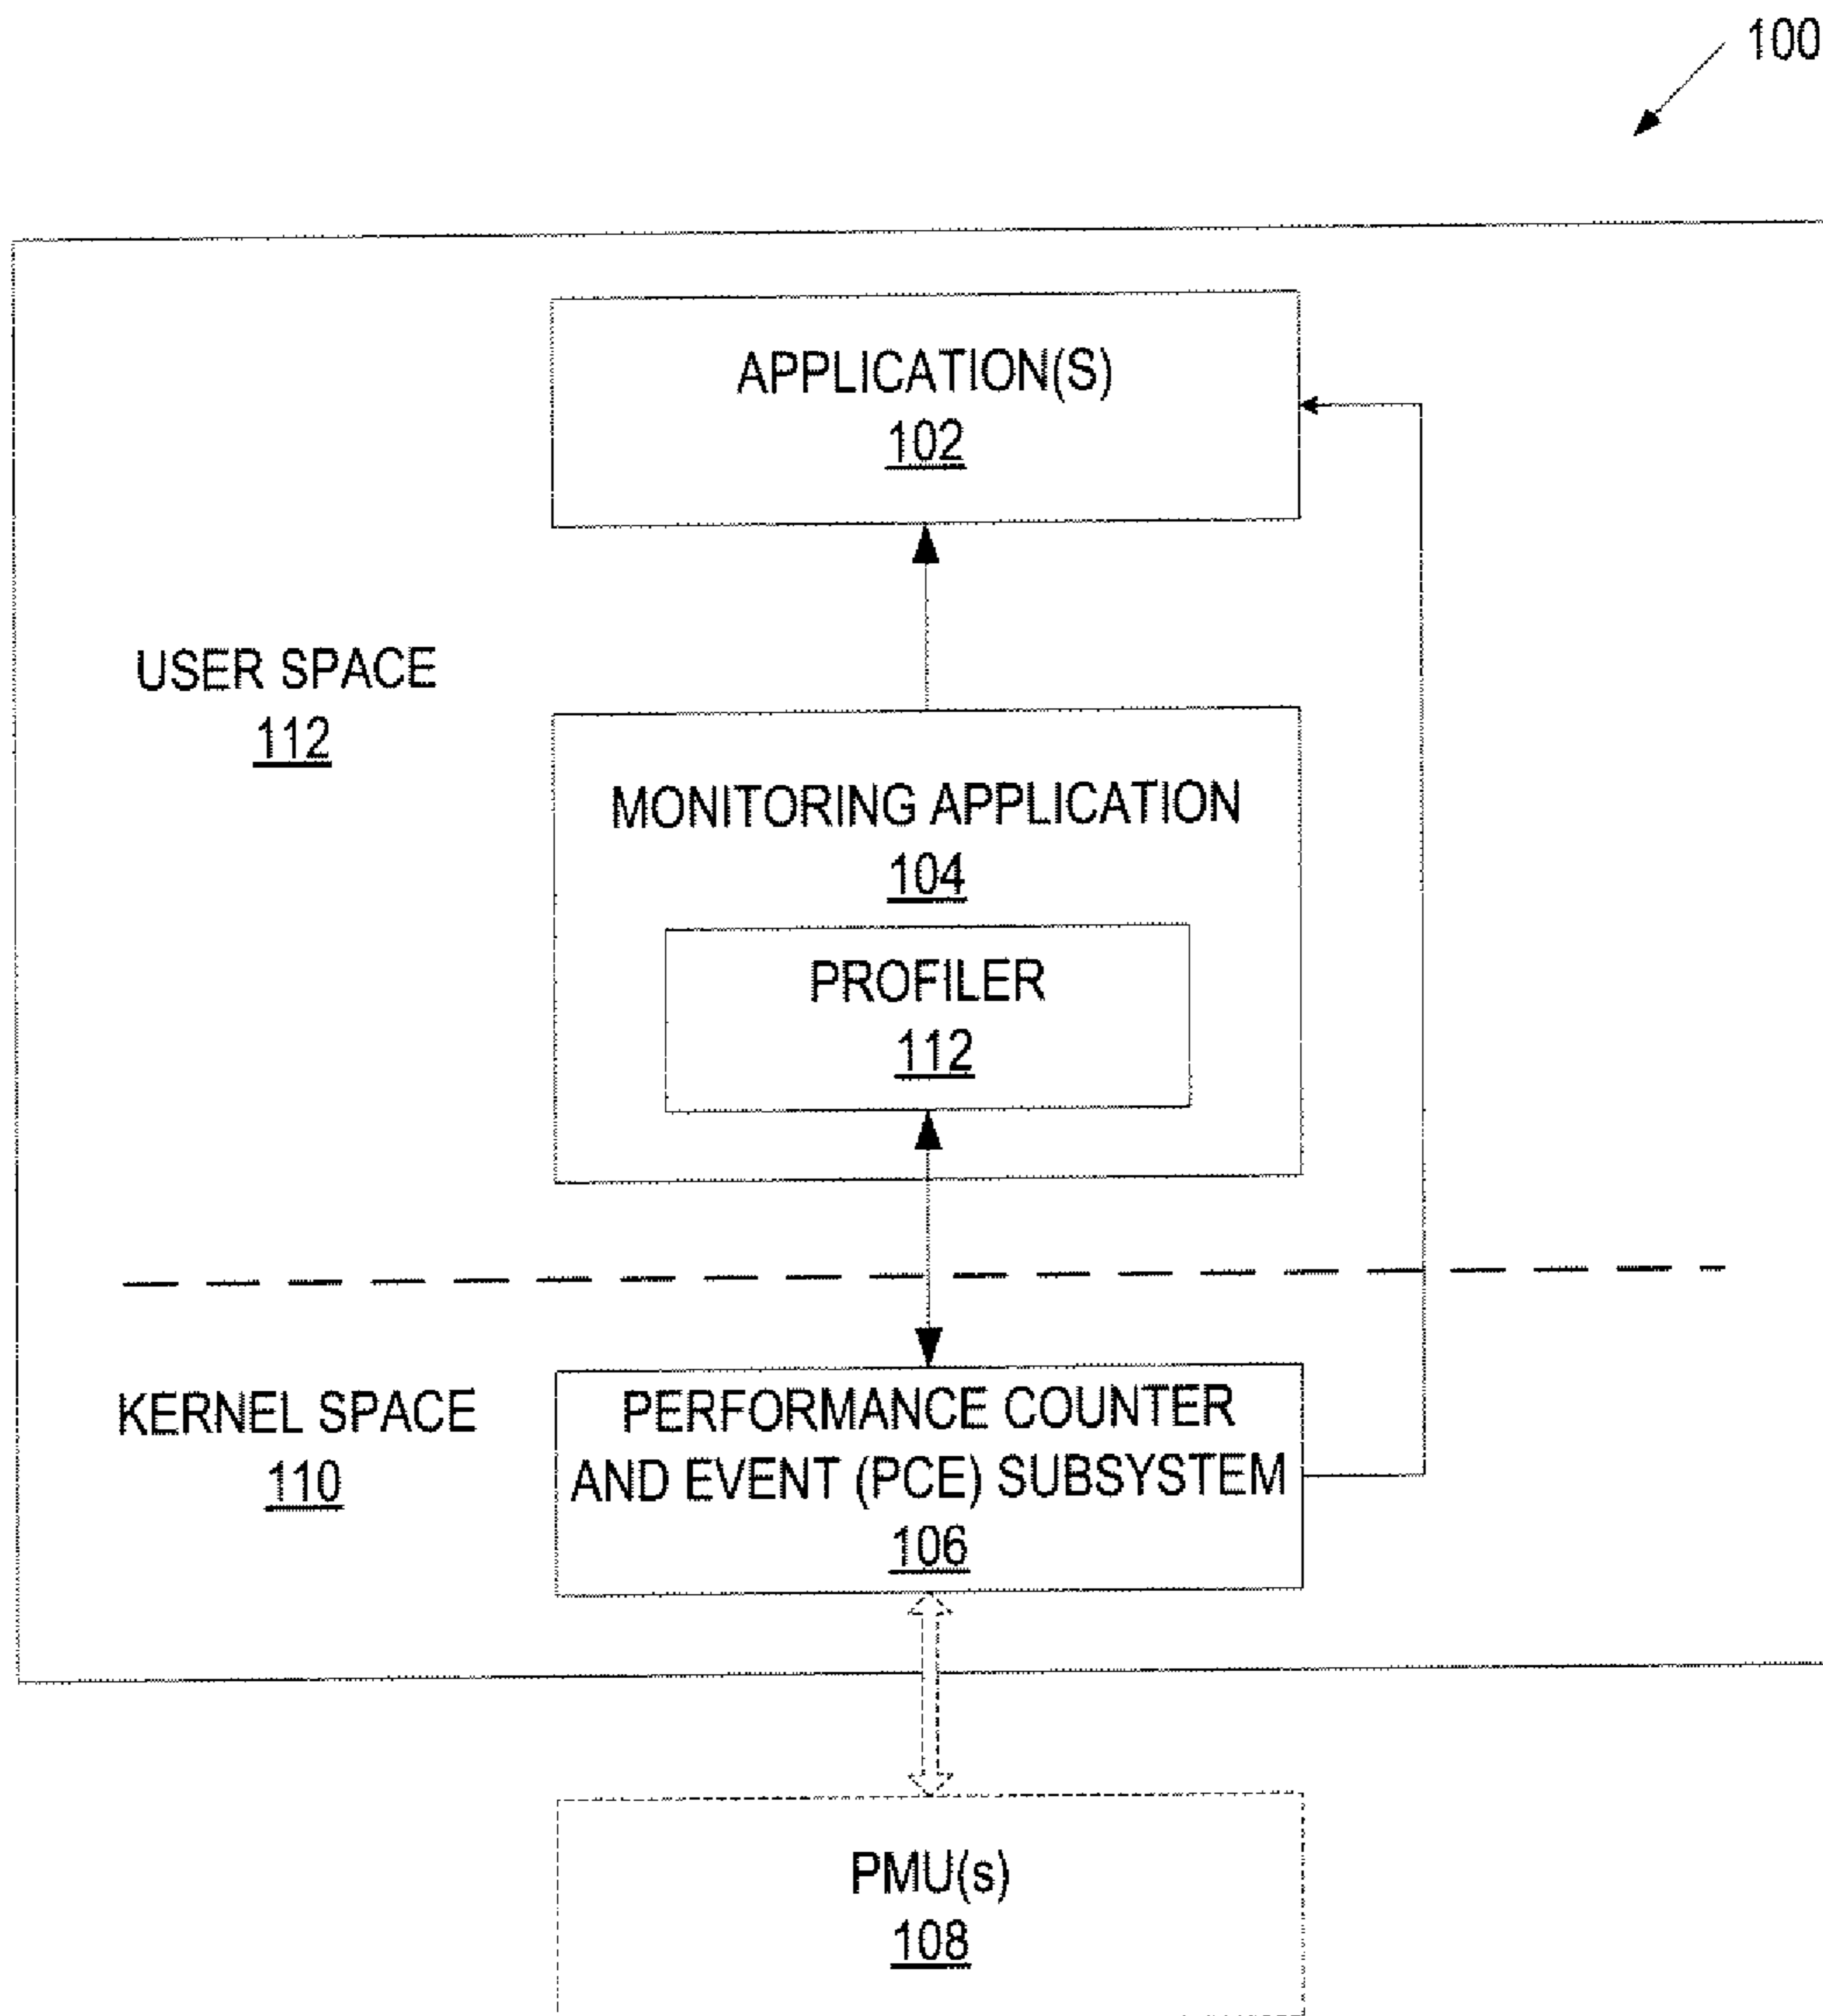 100
APPLICATION(S)
102
USER SPACE
112
MONITORING APPLICATION
104
PROFILER
112
KERNEL SPACE
110
PERFORMANCE COUNTER
AND EVENT (PCE) SUBSYSTEM
106
PMU(s)
108